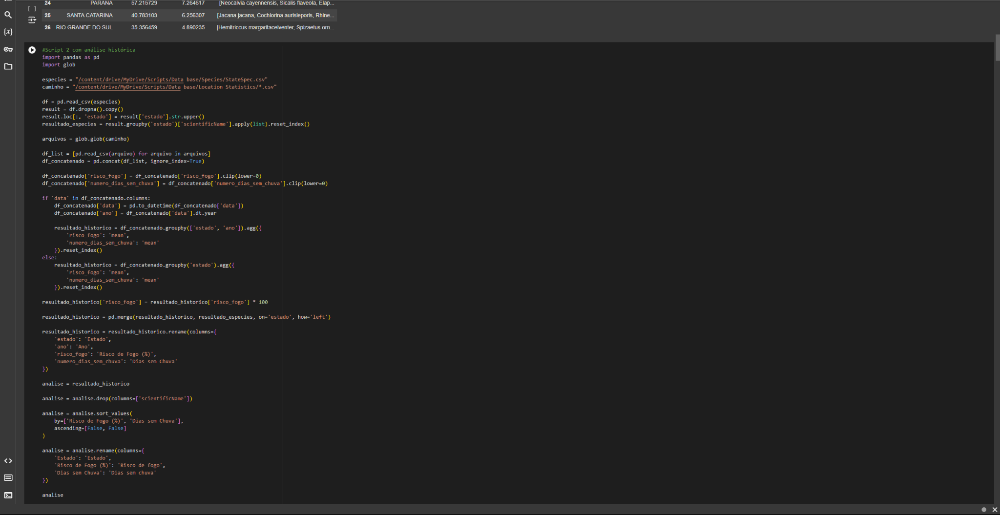 24 PARANA 57.215729 7.264617 [Neocalvia cayennensis, Sicalis flaveola, Elap...
[ ]
25 SANTA CATARINA 40.783103 6.256307 [Jacana jacana, Cochlorina aurisleporis, Rhine...
26 RIO GRANDE DO SUL 35.356459 4.890235 [Hemitriccus margaritaceiventer, Spizaetus orn...
{x}
#Script 2 com análise histórica
import pandas as pd
import glob
especies = "/content/drive/MyDrive/Scripts/Data base/Species/StateSpec.csv"
caminho = "/content/drive/MyDrive/Scripts/Data base/Location Statistics/*.csv"
df = pd.read_csv(especies)
result = df.dropna().copy()
result.loc[:, 'estado'] = result['estado'].str.upper()
resultado_especies = result.groupby('estado')['scientificName'].apply(list).reset_index()
arquivos = glob.glob(caminho)
df_list = [pd.read_csv(arquivo) for arquivo in arquivos]
df_concatenado = pd.concat(df_list, ignore_index=True)
df_concatenado['risco_fogo'] = df_concatenado['risco_fogo'].clip(lower=0)
df_concatenado['numero_dias_sem_chuva'] = df_concatenado['numero_dias_sem_chuva'].clip(lower=0)
if 'data' in df_concatenado.columns:
    df_concatenado['data'] = pd.to_datetime(df_concatenado['data'])
    df_concatenado['ano'] = df_concatenado['data'].dt.year
    resultado_historico = df_concatenado.groupby(['estado', 'ano']).agg({
        'risco_fogo': 'mean',
        'numero_dias_sem_chuva': 'mean'
    }).reset_index()
else:
    resultado_historico = df_concatenado.groupby('estado').agg({
        'risco_fogo': 'mean',
        'numero_dias_sem_chuva': 'mean'
    }).reset_index()
resultado_historico['risco_fogo'] = resultado_historico['risco_fogo'] * 100
resultado_historico = pd.merge(resultado_historico, resultado_especies, on='estado', how='left')
resultado_historico = resultado_historico.rename(columns={
    'estado': 'Estado',
    'ano': 'Ano',
    'risco_fogo': 'Risco de Fogo (%)',
    'numero_dias_sem_chuva': 'Dias sem Chuva'
})
analise = resultado_historico
analise = analise.drop(columns=['scientificName'])
analise = analise.sort_values(
    by=['Risco de Fogo (%)', 'Dias sem Chuva'],
    ascending=[False, False]
)
analise = analise.rename(columns={
    'Estado': 'Estado',
    'Risco de Fogo (%)': 'Risco de fogo',
    'Dias sem Chuva': 'Dias sem chuva'
})
analise